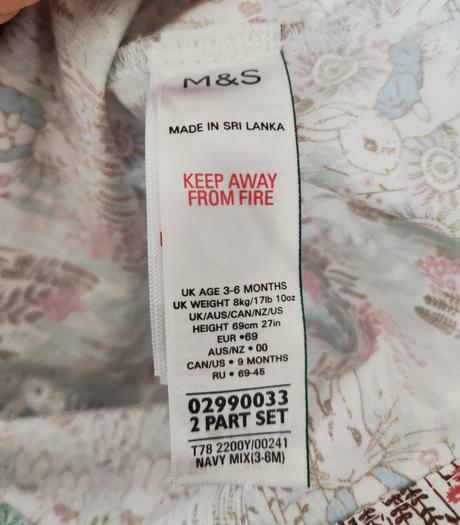 M&S
MADE IN SRI LANKA
KEEP AWAY
FROM FIRE
UK AGE 3-6 MONTHS
UK WEIGHT 8kg/17lb 10oz
UK/AUS/CAN/NZ/US
HEIGHT 69cm 27in
EUR •69
AUS/NZ • 00
CAN/US • 9 MONTHS
RU • 69-45
02990033
2 PART SET
T78 2200Y/00241
NAVY MIX(3-6M)